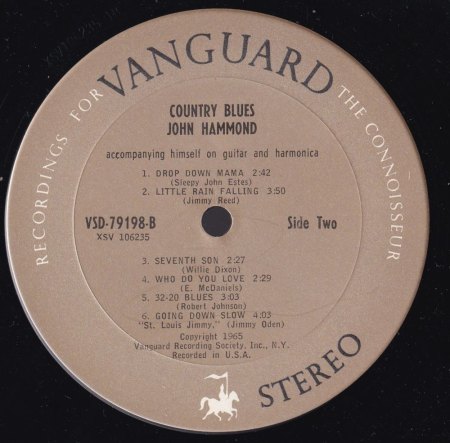 RECORDINGS FOR VANGUARD THE CONNOISSEUR
COUNTRY BLUES
JOHN HAMMOND
accompanying himself on guitar and harmonica
1. DROP DOWN MAMA 2:42
(Sleepy John Estes)
2. LITTLE RAIN FALLING 3:50
(Jimmy Reed)
VSD-79198-B Side Two
XSV 106235
3. SEVENTH SON 2:27
(Willie Dixon)
4. WHO DO YOU LOVE 2:29
(E. McDaniels)
5. 32-20 BLUES 3:03
(Robert Johnson)
6. GOING DOWN SLOW 4:03
"St. Louis Jimmy," (Jimmy Oden)
Copyright 1965
Vanguard Recording Society, Inc., N.Y.
Recorded in U.S.A.
STEREO